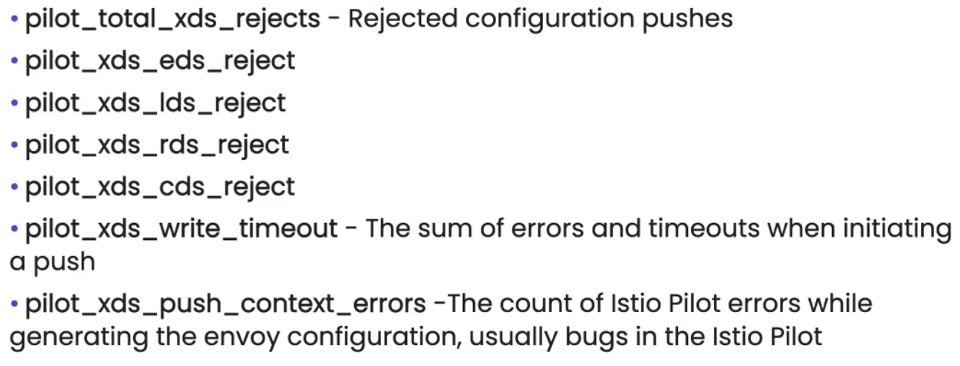 • pilot_total_xds_rejects - Rejected configuration pushes
• pilot_xds_eds_reject
• pilot_xds_lds_reject
• pilot_xds_rds_reject
• pilot_xds_cds_reject
• pilot_xds_write_timeout - The sum of errors and timeouts when initiating
a push
• pilot_xds_push_context_errors -The count of Istio Pilot errors while
generating the envoy configuration, usually bugs in the Istio Pilot